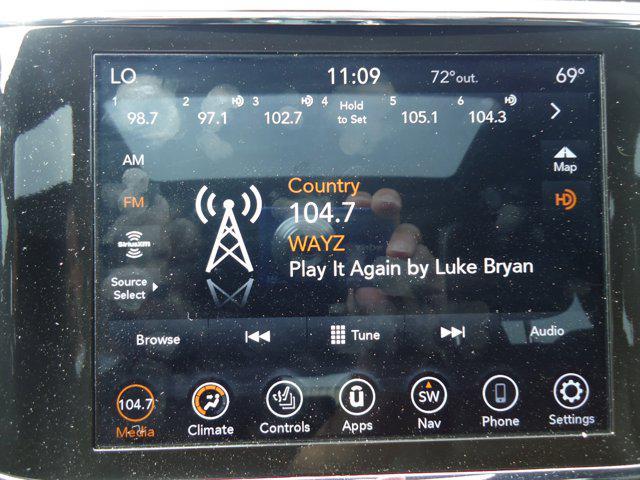 LO 11:09 72°out. 69°
1 98.7 2 97.1 HD 3 102.7 HD 4 Hold to Set 5 105.1 6 104.3 HD
AM
Map
FM
HD
Country
104.7
WAYZ
Play It Again by Luke Bryan
SiriusXM
Source
Select
Browse Tune Audio
104.7 SW
Media Climate Controls Apps Nav Phone Settings